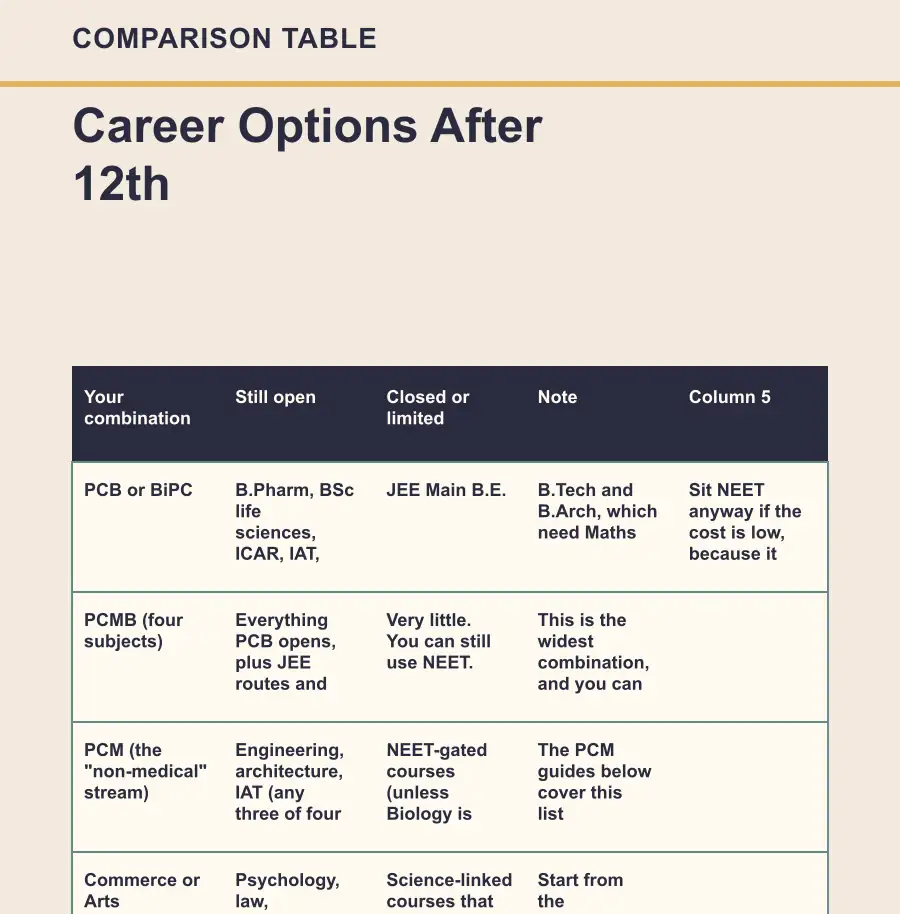 COMPARISON TABLE
Career Options After
12th
Your
combination
Still open
Closed or
limited
Note
Column 5
PCB or BiPC
B.Pharm, BSc
life
sciences,
ICAR, IAT,
JEE Main B.E.
B.Tech and
B.Arch, which
need Maths
Sit NEET
anyway if the
cost is low,
because it
PCMB (four
subjects)
Everything
PCB opens,
plus JEE
routes and
Very little.
You can still
use NEET.
This is the
widest
combination,
and you can
PCM (the
"non-medical"
stream)
Engineering,
architecture,
IAT (any
three of four
NEET-gated
courses
(unless
Biology is
The PCM
guides below
cover this
list
Commerce or
Arts
Psychology,
law,
Science-linked
courses that
Start from
the